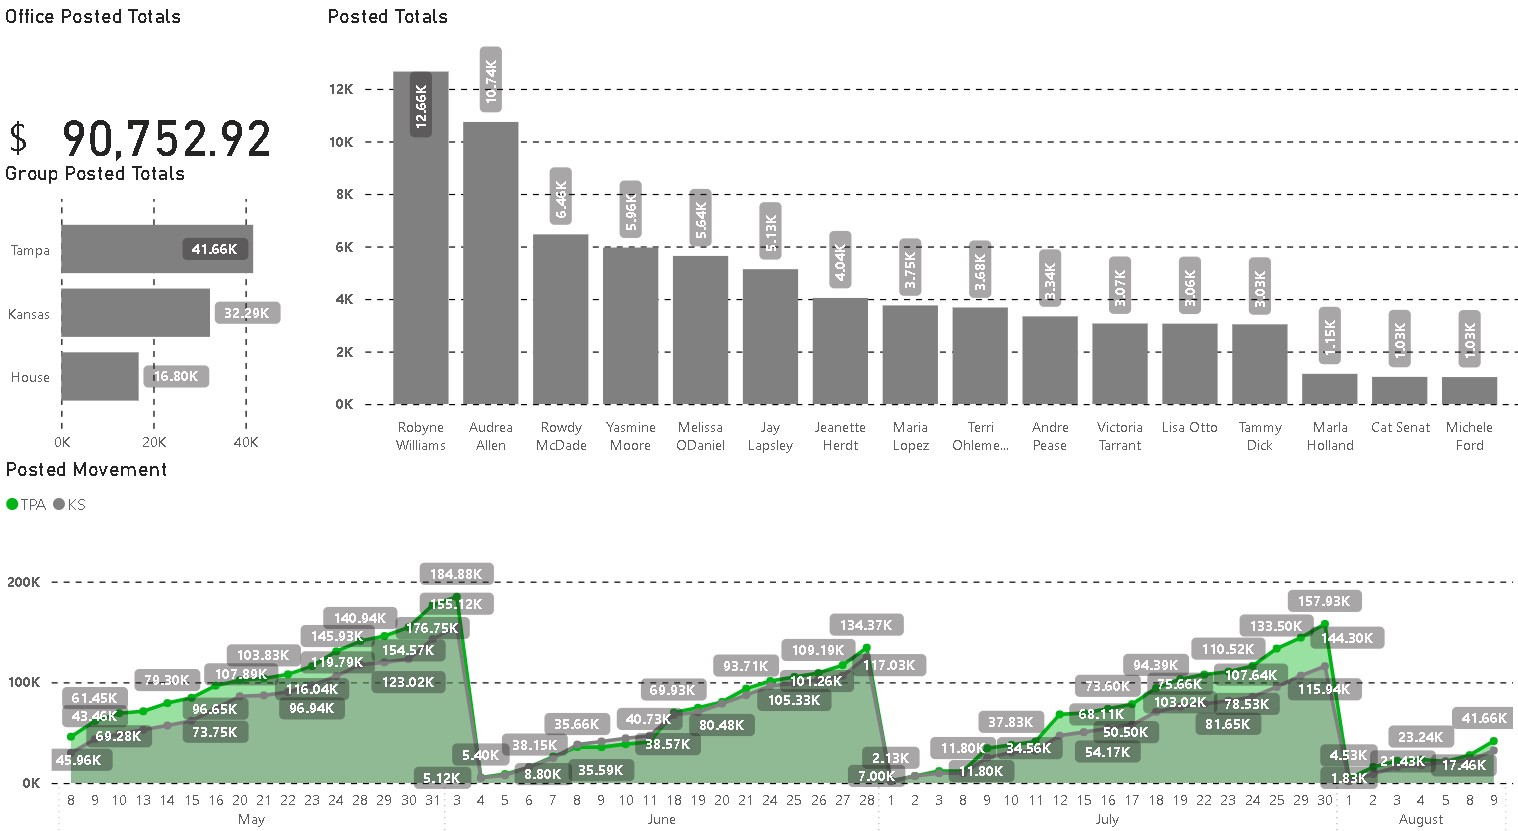 Office Posted Totals
$ 90,752.92
Group Posted Totals
Tampa 41.66K
Kansas 32.29K
House 16.80K
0K 20K 40K
Posted Totals
12K
10K
8K
6K
4K
2K
0K
12.66K 10.74K 6.46K 5.96K 5.64K 5.13K 4.04K 3.75K 3.68K 3.34K 3.07K 3.06K 3.03K 1.15K 1.03K 1.03K
Robyne Audrea Rowdy Yasmine Melissa Jay Jeanette Maria Terri Andre Victoria Lisa Otto Tammy Marla Cat Senat Michele
Williams Allen McDade Moore ODaniel Lapsley Herdt Lopez Ohleme... Pease Tarrant Dick Holland Ford
Posted Movement
TPA KS
200K
100K
0K
184.88K
155.12K
140.94K 176.75K
145.93K 154.57K
103.83K 119.79K
79.30K 107.89K 123.02K
61.45K 116.04K
43.46K 96.65K 96.94K
69.28K 73.75K
45.96K
134.37K
109.19K 117.03K
93.71K 101.26K
69.93K 105.33K
35.66K 40.73K 80.48K
38.15K 38.57K
5.40K 35.59K
5.12K 8.80K
157.93K
133.50K 144.30K
110.52K
94.39K 107.64K
73.60K 75.66K 115.94K
37.83K 68.11K 103.02K 78.53K
11.80K 34.56K 50.50K 81.65K
2.13K 11.80K 54.17K
7.00K
41.66K
23.24K
4.53K 21.43K 17.46K
1.83K
8 9 10 13 14 15 16 20 21 22 23 24 28 29 30 31 3 4 5 6 7 8 9 10 11 18 19 20 21 24 25 26 27 28 1 2 3 8 9 10 11 12 15 16 17 18 19 22 23 24 25 29 30 1 2 3 4 5 8 9
May June July August